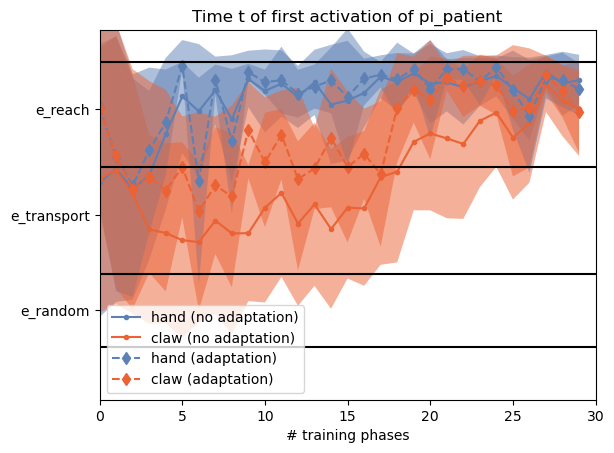 Time t of first activation of pi_patient
e_reach
e_transport
e_random
hand (no adaptation)
claw (no adaptation)
hand (adaptation)
claw (adaptation)
0 5 10 15 20 25 30
# training phases